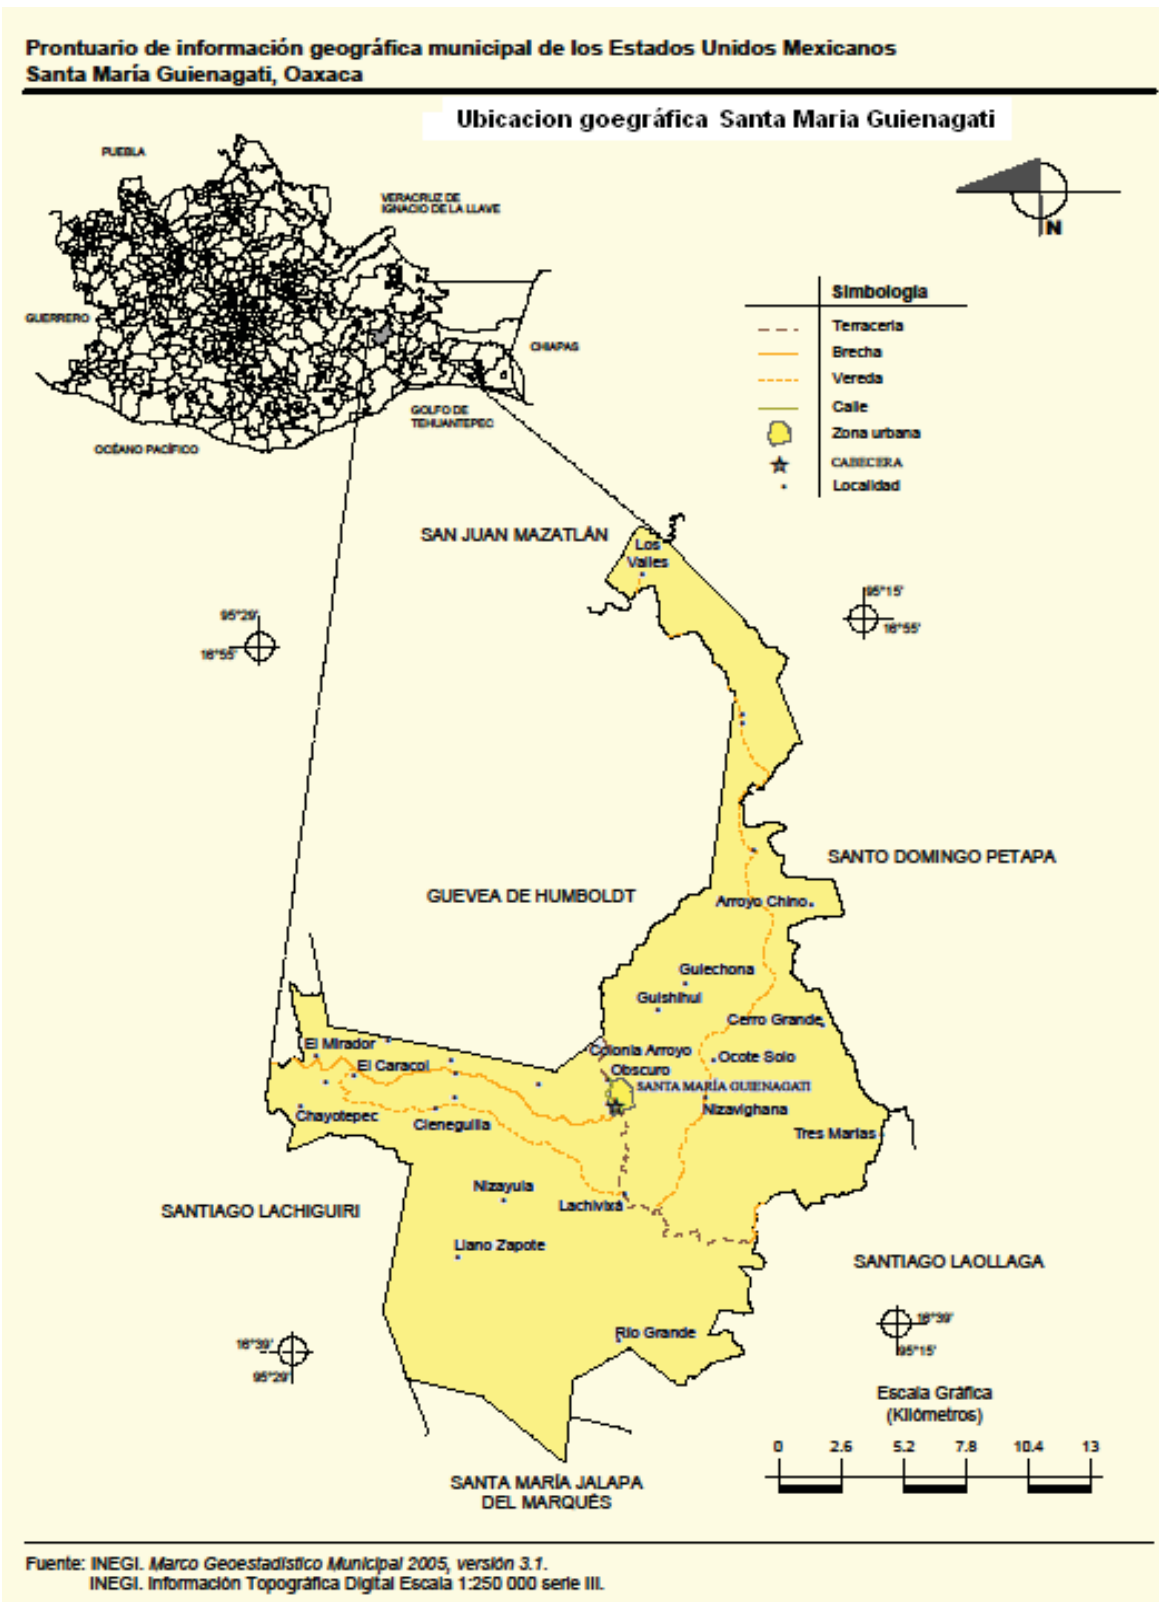 Prontuario de información geográfica municipal de los Estados Unidos Mexicanos
Santa María Guienagati, Oaxaca
Ubicacion goegráfica Santa Maria Guienagati
PUEBLA
VERACRUZ DE
IGNACIO DE LA LLAVE
GUERRERO
CHIAPAS
GOLFO DE
TEHUANTEPEC
OCÉANO PACÍFICO
N
Simbología
Terracería
Brecha
Vereda
Calle
Zona urbana
CABECERA
Localidad
SAN JUAN MAZATLÁN
Los
Valles
95°29'
16°55'
95°15'
16°55'
SANTO DOMINGO PETAPA
GUEVEA DE HUMBOLDT
Arroyo Chino
Guiechona
Guishihui
Cerro Grande
El Mirador
Colonia Arroyo
Obscuro
Ocote Solo
El Caracol
SANTA MARÍA GUIENAGATI
Chayotepec
Cieneguilla
Nizavighana
Tres Marías
Nizayula
Lachivixá
SANTIAGO LACHIGUIRI
Llano Zapote
SANTIAGO LAOLLAGA
Río Grande
16°39'
95°29'
16°39'
95°15'
Escala Gráfica
(Kilómetros)
0 2.6 5.2 7.8 10.4 13
SANTA MARÍA JALAPA
DEL MARQUÉS
Fuente: INEGI. Marco Geoestadístico Municipal 2005, versión 3.1.
INEGI. Información Topográfica Digital Escala 1:250 000 serie III.